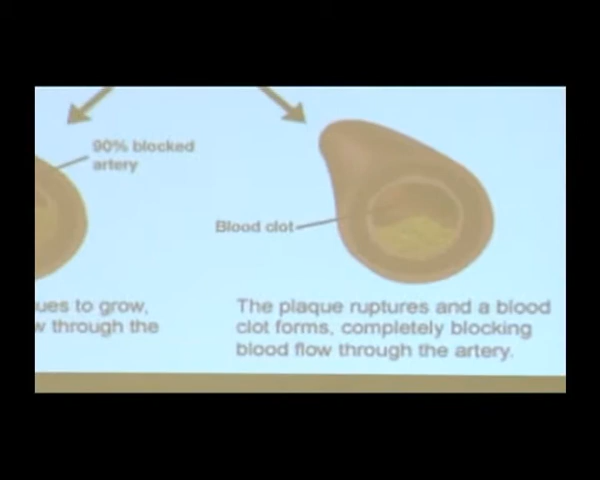 90% blocked
artery
Blood clot
ues to grow,
w through the
The plaque ruptures and a blood
clot forms, completely blocking
blood flow through the artery.